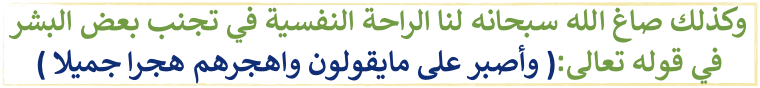 وكذلك صاغ الله سبحانه لنا الراحة النفسية في تجنب بعض البشر
في قوله تعالى:( وأصبر على مايقولون واهجرهم هجرا جميلا )